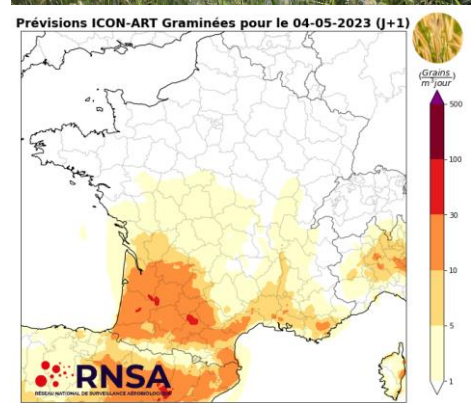 Prévisions ICON-ART Graminées pour le 04-05-2023 (J+1)
(Grains
m³jour)
500
100
30
10
5
1
RNSA
RÉSEAU NATIONAL DE SURVEILLANCE AÉROBIOLOGIQUE